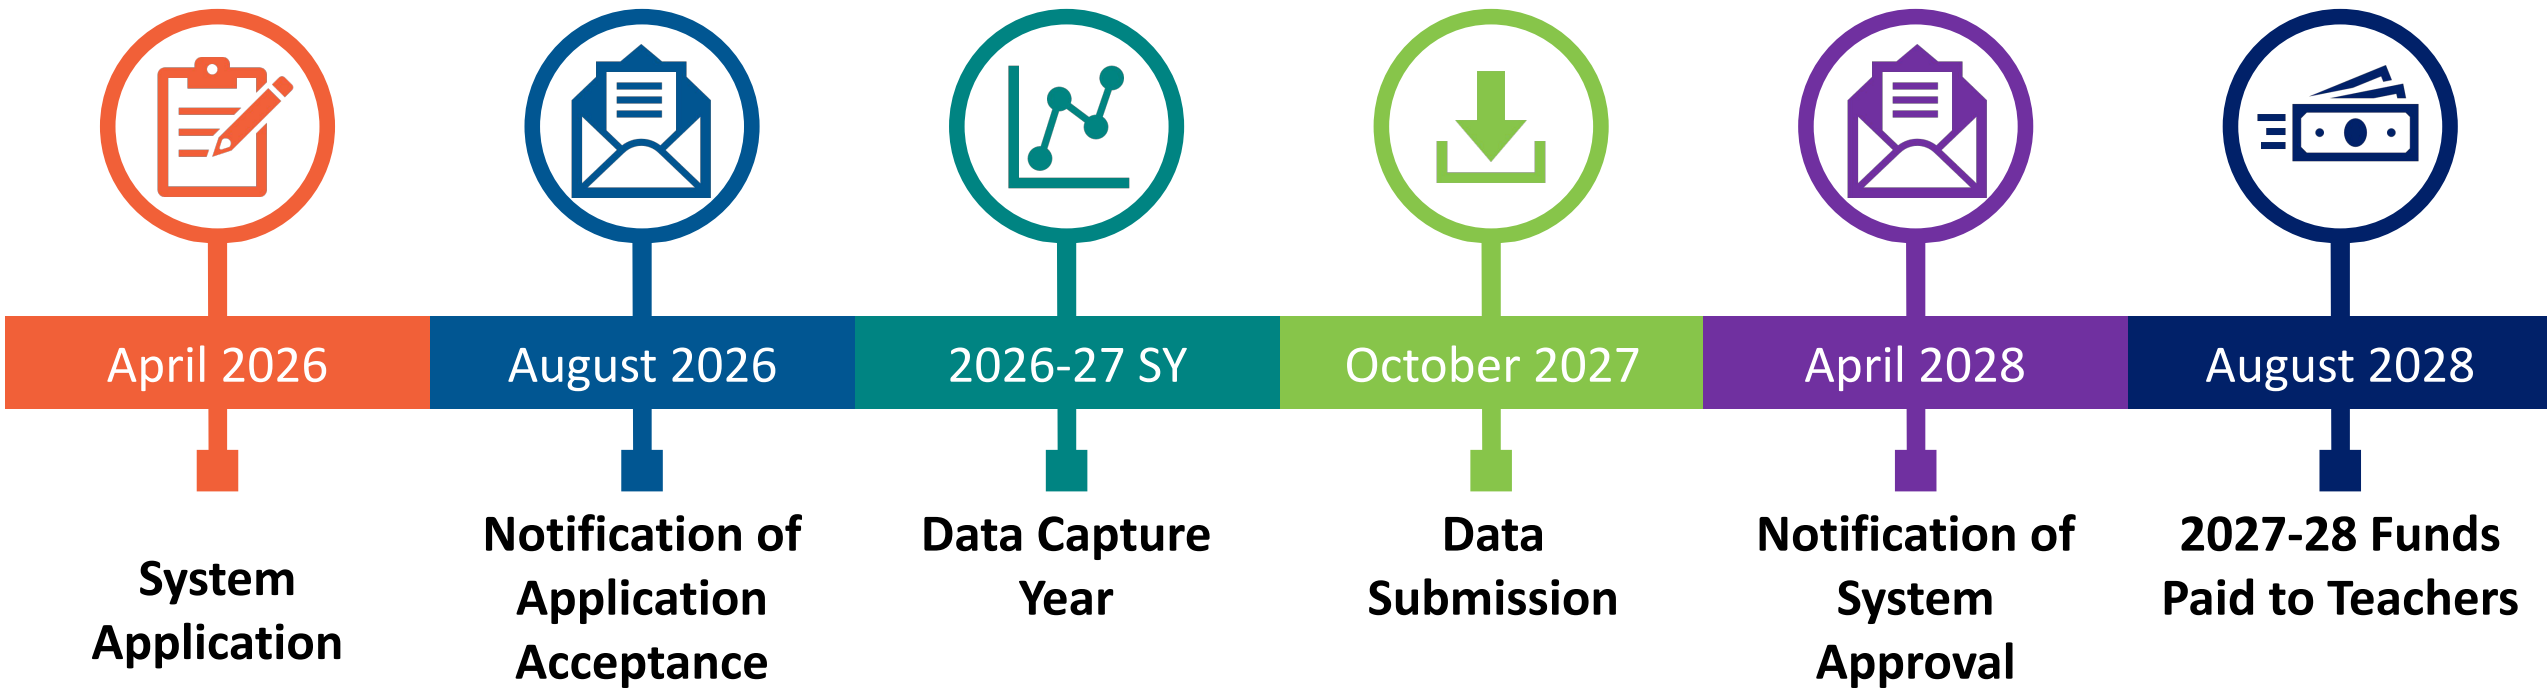 April 2026
August 2026
2026-27 SY
October 2027
April 2028
August 2028
System
Application
Notification of
Application
Acceptance
Data Capture
Year
Data
Submission
Notification of
System
Approval
2027-28 Funds
Paid to Teachers